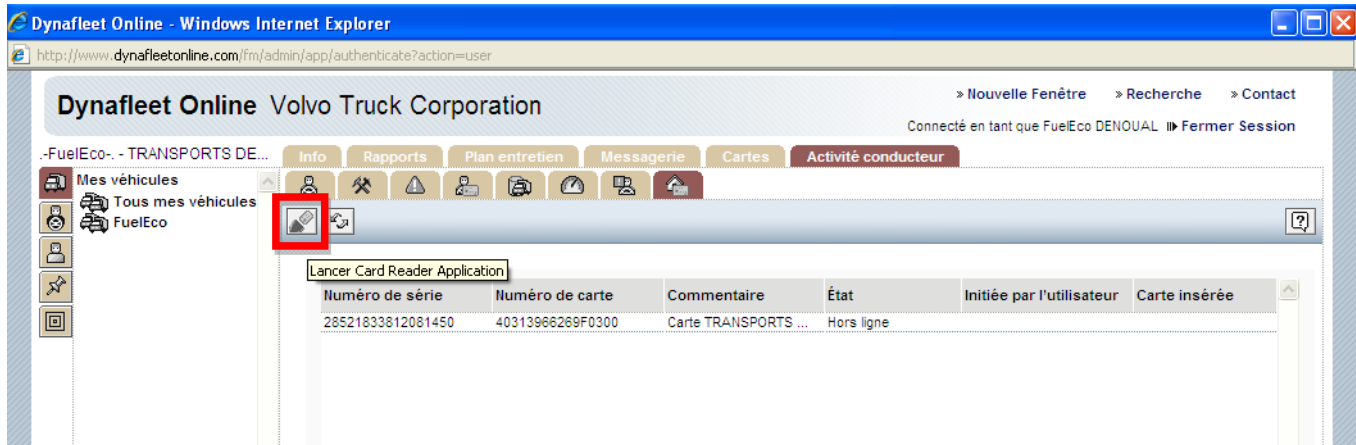 Dynafleet Online - Windows Internet Explorer
http://www.dynafleetonline.com/fm/admin/app/authenticate?action=user
Dynafleet Online Volvo Truck Corporation
» Nouvelle Fenêtre » Recherche » Contact
Connecté en tant que FuelEco DENOUAL Fermer Session
.-FuelEco-. - TRANSPORTS DE...
Info Rapports Plan entretien Messagerie Cartes Activité conducteur
Mes véhicules
Tous mes véhicules
FuelEco
Lancer Card Reader Application
Numéro de série Numéro de carte Commentaire État Initiée par l'utilisateur Carte insérée
28521833812081450 40313966269F0300 Carte TRANSPORTS ... Hors ligne